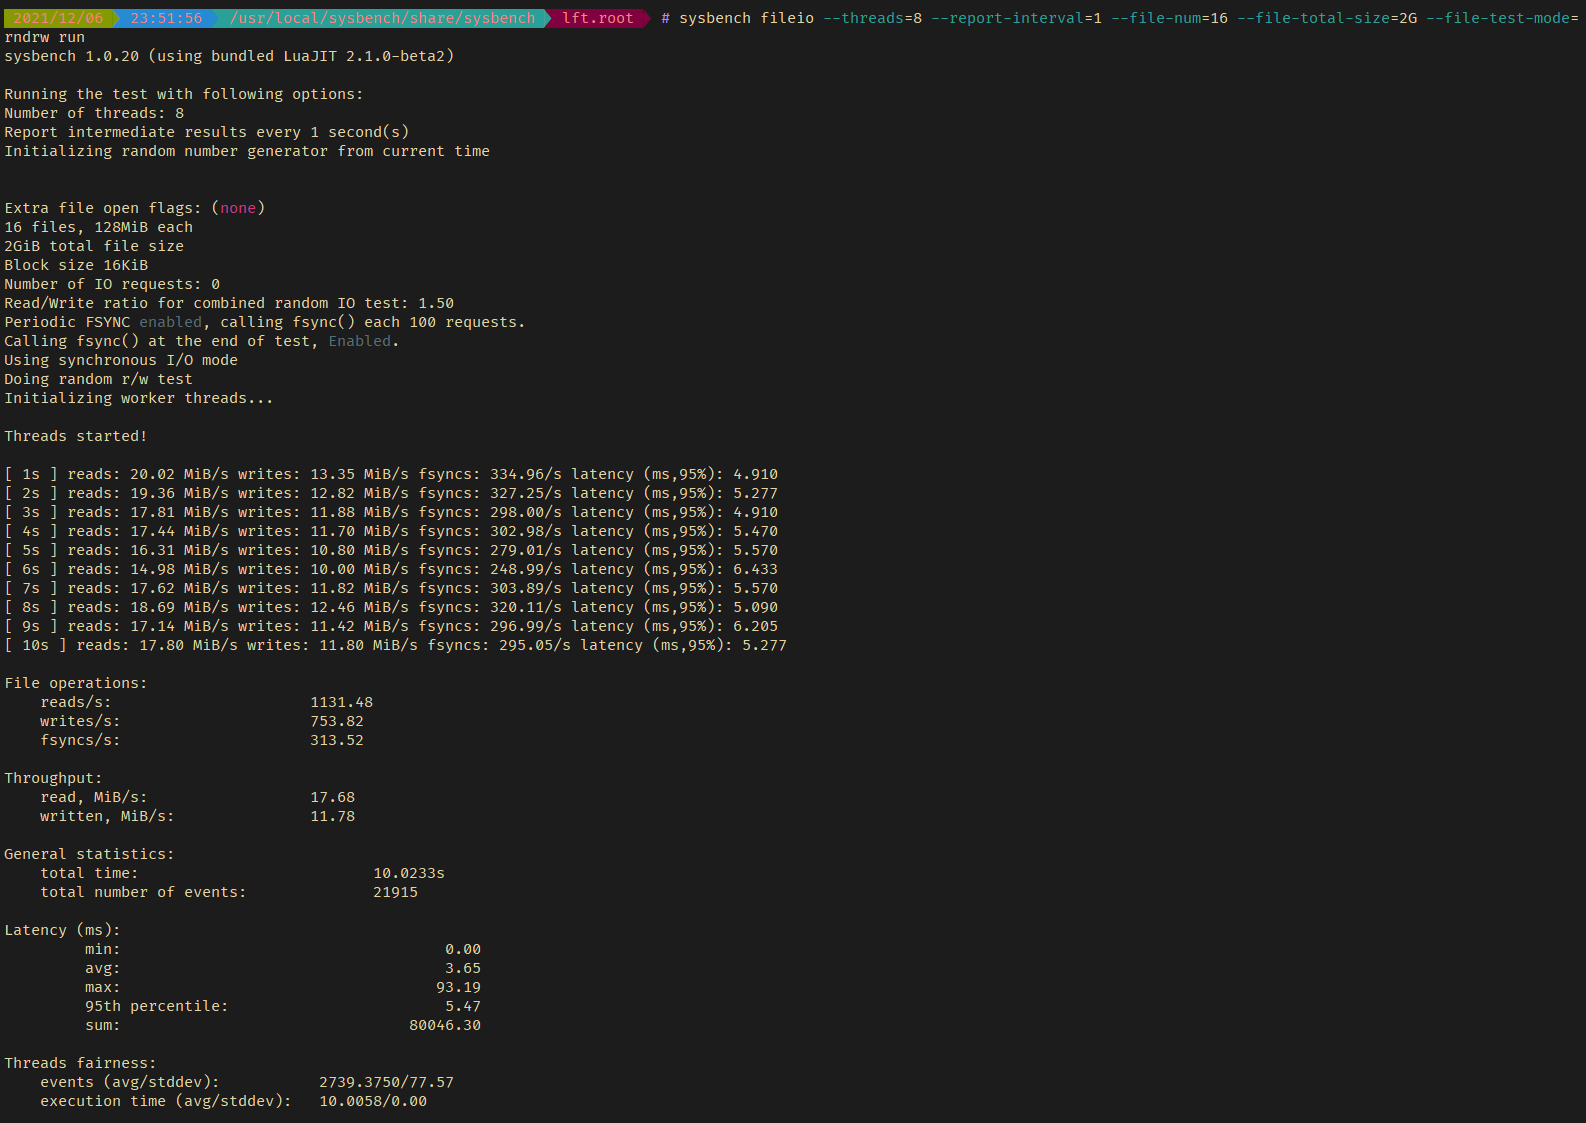 2021/12/06 23:51:56 /usr/local/sysbench/share/sysbench lft.root # sysbench fileio --threads=8 --report-interval=1 --file-num=16 --file-total-size=2G --file-test-mode=
rndrw run
sysbench 1.0.20 (using bundled LuaJIT 2.1.0-beta2)
Running the test with following options:
Number of threads: 8
Report intermediate results every 1 second(s)
Initializing random number generator from current time
Extra file open flags: (none)
16 files, 128MiB each
2GiB total file size
Block size 16KiB
Number of IO requests: 0
Read/Write ratio for combined random IO test: 1.50
Periodic FSYNC enabled, calling fsync() each 100 requests.
Calling fsync() at the end of test, Enabled.
Using synchronous I/O mode
Doing random r/w test
Initializing worker threads...
Threads started!
[ 1s ] reads: 20.02 MiB/s writes: 13.35 MiB/s fsyncs: 334.96/s latency (ms,95%): 4.910
[ 2s ] reads: 19.36 MiB/s writes: 12.82 MiB/s fsyncs: 327.25/s latency (ms,95%): 5.277
[ 3s ] reads: 17.81 MiB/s writes: 11.88 MiB/s fsyncs: 298.00/s latency (ms,95%): 4.910
[ 4s ] reads: 17.44 MiB/s writes: 11.70 MiB/s fsyncs: 302.98/s latency (ms,95%): 5.470
[ 5s ] reads: 16.31 MiB/s writes: 10.80 MiB/s fsyncs: 279.01/s latency (ms,95%): 5.570
[ 6s ] reads: 14.98 MiB/s writes: 10.00 MiB/s fsyncs: 248.99/s latency (ms,95%): 6.433
[ 7s ] reads: 17.62 MiB/s writes: 11.82 MiB/s fsyncs: 303.89/s latency (ms,95%): 5.570
[ 8s ] reads: 18.69 MiB/s writes: 12.46 MiB/s fsyncs: 320.11/s latency (ms,95%): 5.090
[ 9s ] reads: 17.14 MiB/s writes: 11.42 MiB/s fsyncs: 296.99/s latency (ms,95%): 6.205
[ 10s ] reads: 17.80 MiB/s writes: 11.80 MiB/s fsyncs: 295.05/s latency (ms,95%): 5.277
File operations:
reads/s: 1131.48
writes/s: 753.82
fsyncs/s: 313.52
Throughput:
read, MiB/s: 17.68
written, MiB/s: 11.78
General statistics:
total time: 10.0233s
total number of events: 21915
Latency (ms):
min: 0.00
avg: 3.65
max: 93.19
95th percentile: 5.47
sum: 80046.30
Threads fairness:
events (avg/stddev): 2739.3750/77.57
execution time (avg/stddev): 10.0058/0.00